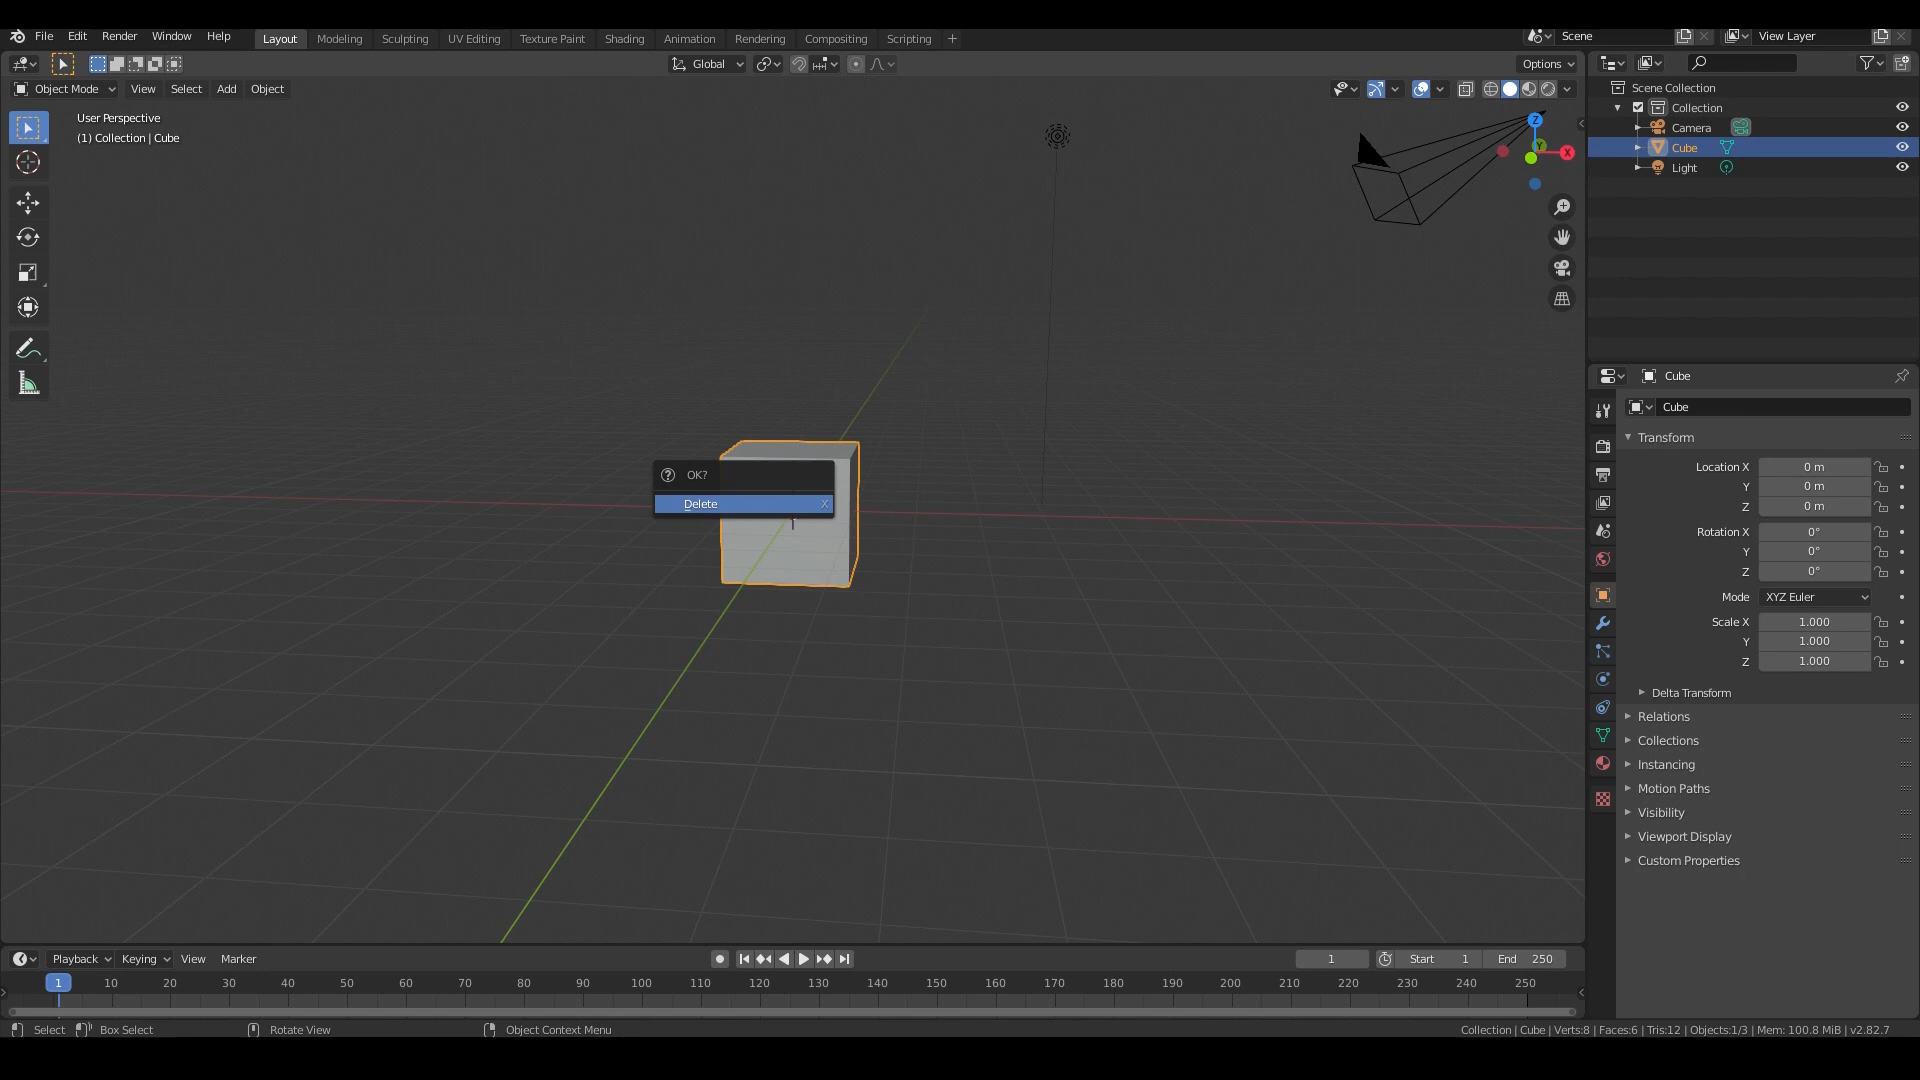 File Edit Render Window Help Layout Modeling Sculpting UV Editing Texture Paint Shading Animation Rendering Compositing Scripting + Scene View Layer
Global Options
Object Mode View Select Add Object
User Perspective
(1) Collection | Cube
Z
Y
X
OK?
Delete X
Scene Collection
Collection
Camera
Cube
Light
Cube
Cube
Transform
Location X 0 m
Y 0 m
Z 0 m
Rotation X 0°
Y 0°
Z 0°
Mode XYZ Euler
Scale X 1.000
Y 1.000
Z 1.000
Delta Transform
Relations
Collections
Instancing
Motion Paths
Visibility
Viewport Display
Custom Properties
Playback Keying View Marker 1 Start 1 End 250
1 10 20 30 40 50 60 70 80 90 100 110 120 130 140 150 160 170 180 190 200 210 220 230 240 250
Select Box Select Rotate View Object Context Menu Collection | Cube | Verts:8 | Faces:6 | Tris:12 | Objects:1/3 | Mem: 100.8 MiB | v2.82.7